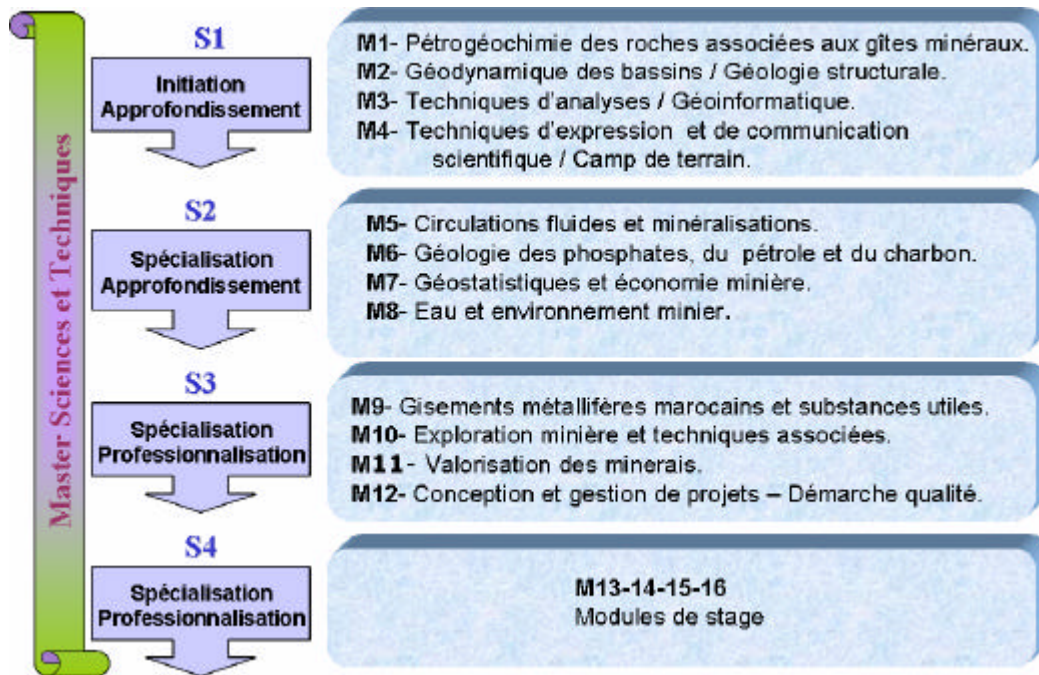 Master Sciences et Techniques
S1
Initiation
Approfondissement
M1- Pétrogéochimie des roches associées aux gîtes minéraux.
M2- Géodynamique des bassins / Géologie structurale.
M3- Techniques d'analyses / Géoinformatique.
M4- Techniques d'expression et de communication
scientifique / Camp de terrain.
S2
Spécialisation
Approfondissement
M5- Circulations fluides et minéralisations.
M6- Géologie des phosphates, du pétrole et du charbon.
M7- Géostatistiques et économie minière.
M8- Eau et environnement minier.
S3
Spécialisation
Professionnalisation
M9- Gisements métallifères marocains et substances utiles.
M10- Exploration minière et techniques associées.
M11- Valorisation des minerais.
M12- Conception et gestion de projets – Démarche qualité.
S4
Spécialisation
Professionnalisation
M13-14-15-16
Modules de stage